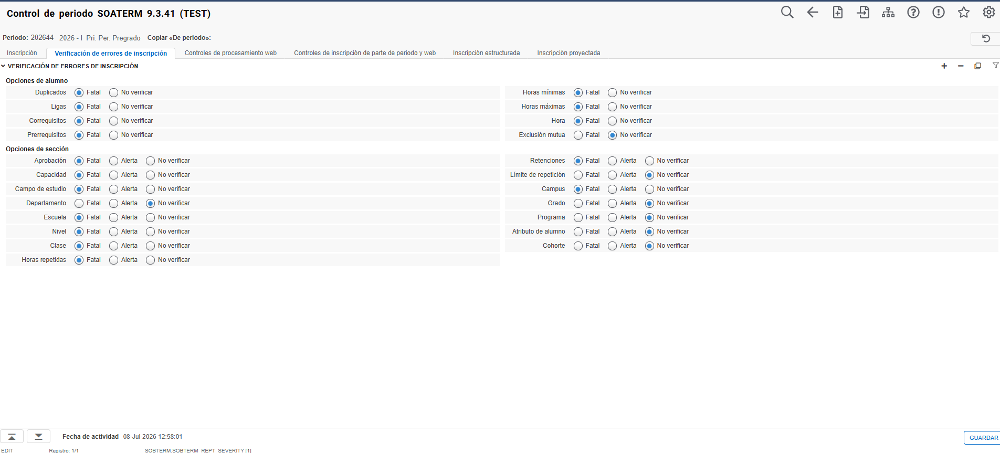 Control de periodo SOATERM 9.3.41 (TEST)
Periodo: 202644 2026 - I Pri. Per. Pregrado Copiar «De periodo»:
Inscripción Verificación de errores de inscripción Controles de procesamiento web Controles de inscripción de parte de periodo y web Inscripción estructurada Inscripción proyectada
VERIFICACIÓN DE ERRORES DE INSCRIPCIÓN
Opciones de alumno
Duplicados Fatal No verificar Horas mínimas Fatal No verificar
Ligas Fatal No verificar Horas máximas Fatal No verificar
Correquisitos Fatal No verificar Hora Fatal No verificar
Prerrequisitos Fatal No verificar Exclusión mutua Fatal No verificar
Opciones de sección
Aprobación Fatal Alerta No verificar Retenciones Fatal Alerta No verificar
Capacidad Fatal Alerta No verificar Límite de repetición Fatal Alerta No verificar
Campo de estudio Fatal Alerta No verificar Campus Fatal Alerta No verificar
Departamento Fatal Alerta No verificar Grado Fatal Alerta No verificar
Escuela Fatal Alerta No verificar Programa Fatal Alerta No verificar
Nivel Fatal Alerta No verificar Atributo de alumno Fatal Alerta No verificar
Clase Fatal Alerta No verificar Cohorte Fatal Alerta No verificar
Horas repetidas Fatal Alerta No verificar
Fecha de actividad 08-Jul-2026 12:58:01 GUARDAR
EDIT Registro: 1/1 SOBTERM.SOBTERM_REPT_SEVERITY [1]